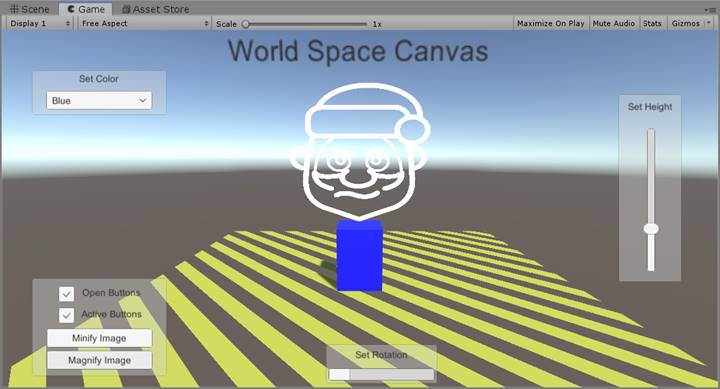 Scene Game Asset Store
Display 1 Free Aspect Scale 1x Maximize On Play Mute Audio Stats Gizmos
World Space Canvas
Set Color
Blue
Set Height
Open Buttons
Active Buttons
Minify Image
Magnify Image
Set Rotation